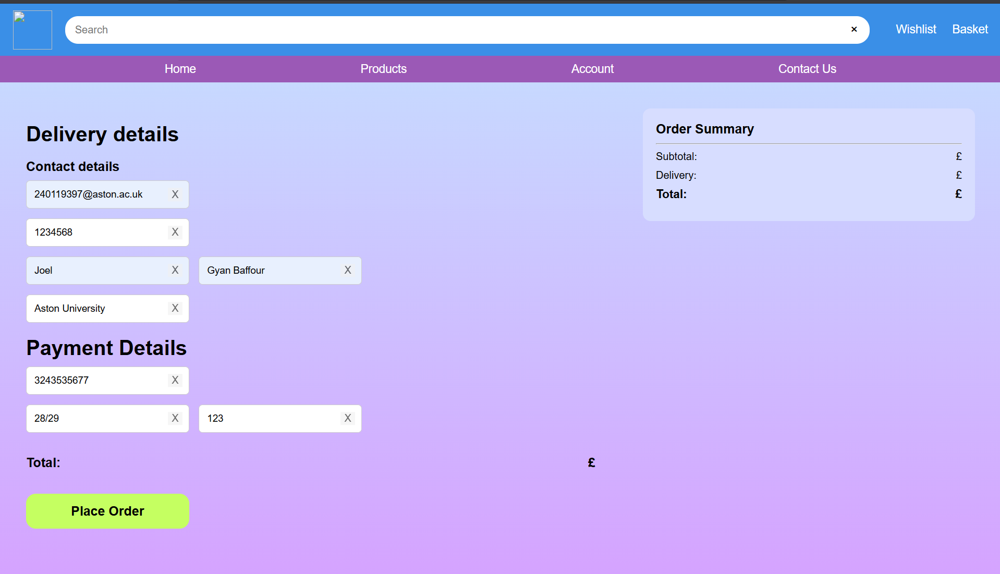 Search × Wishlist Basket
Home Products Account Contact Us
Delivery details
Contact details
240119397@aston.ac.uk X
1234568 X
Joel X Gyan Baffour X
Aston University X
Payment Details
3243535677 X
28/29 X 123 X
Total: £
Place Order
Order Summary
Subtotal: £
Delivery: £
Total: £